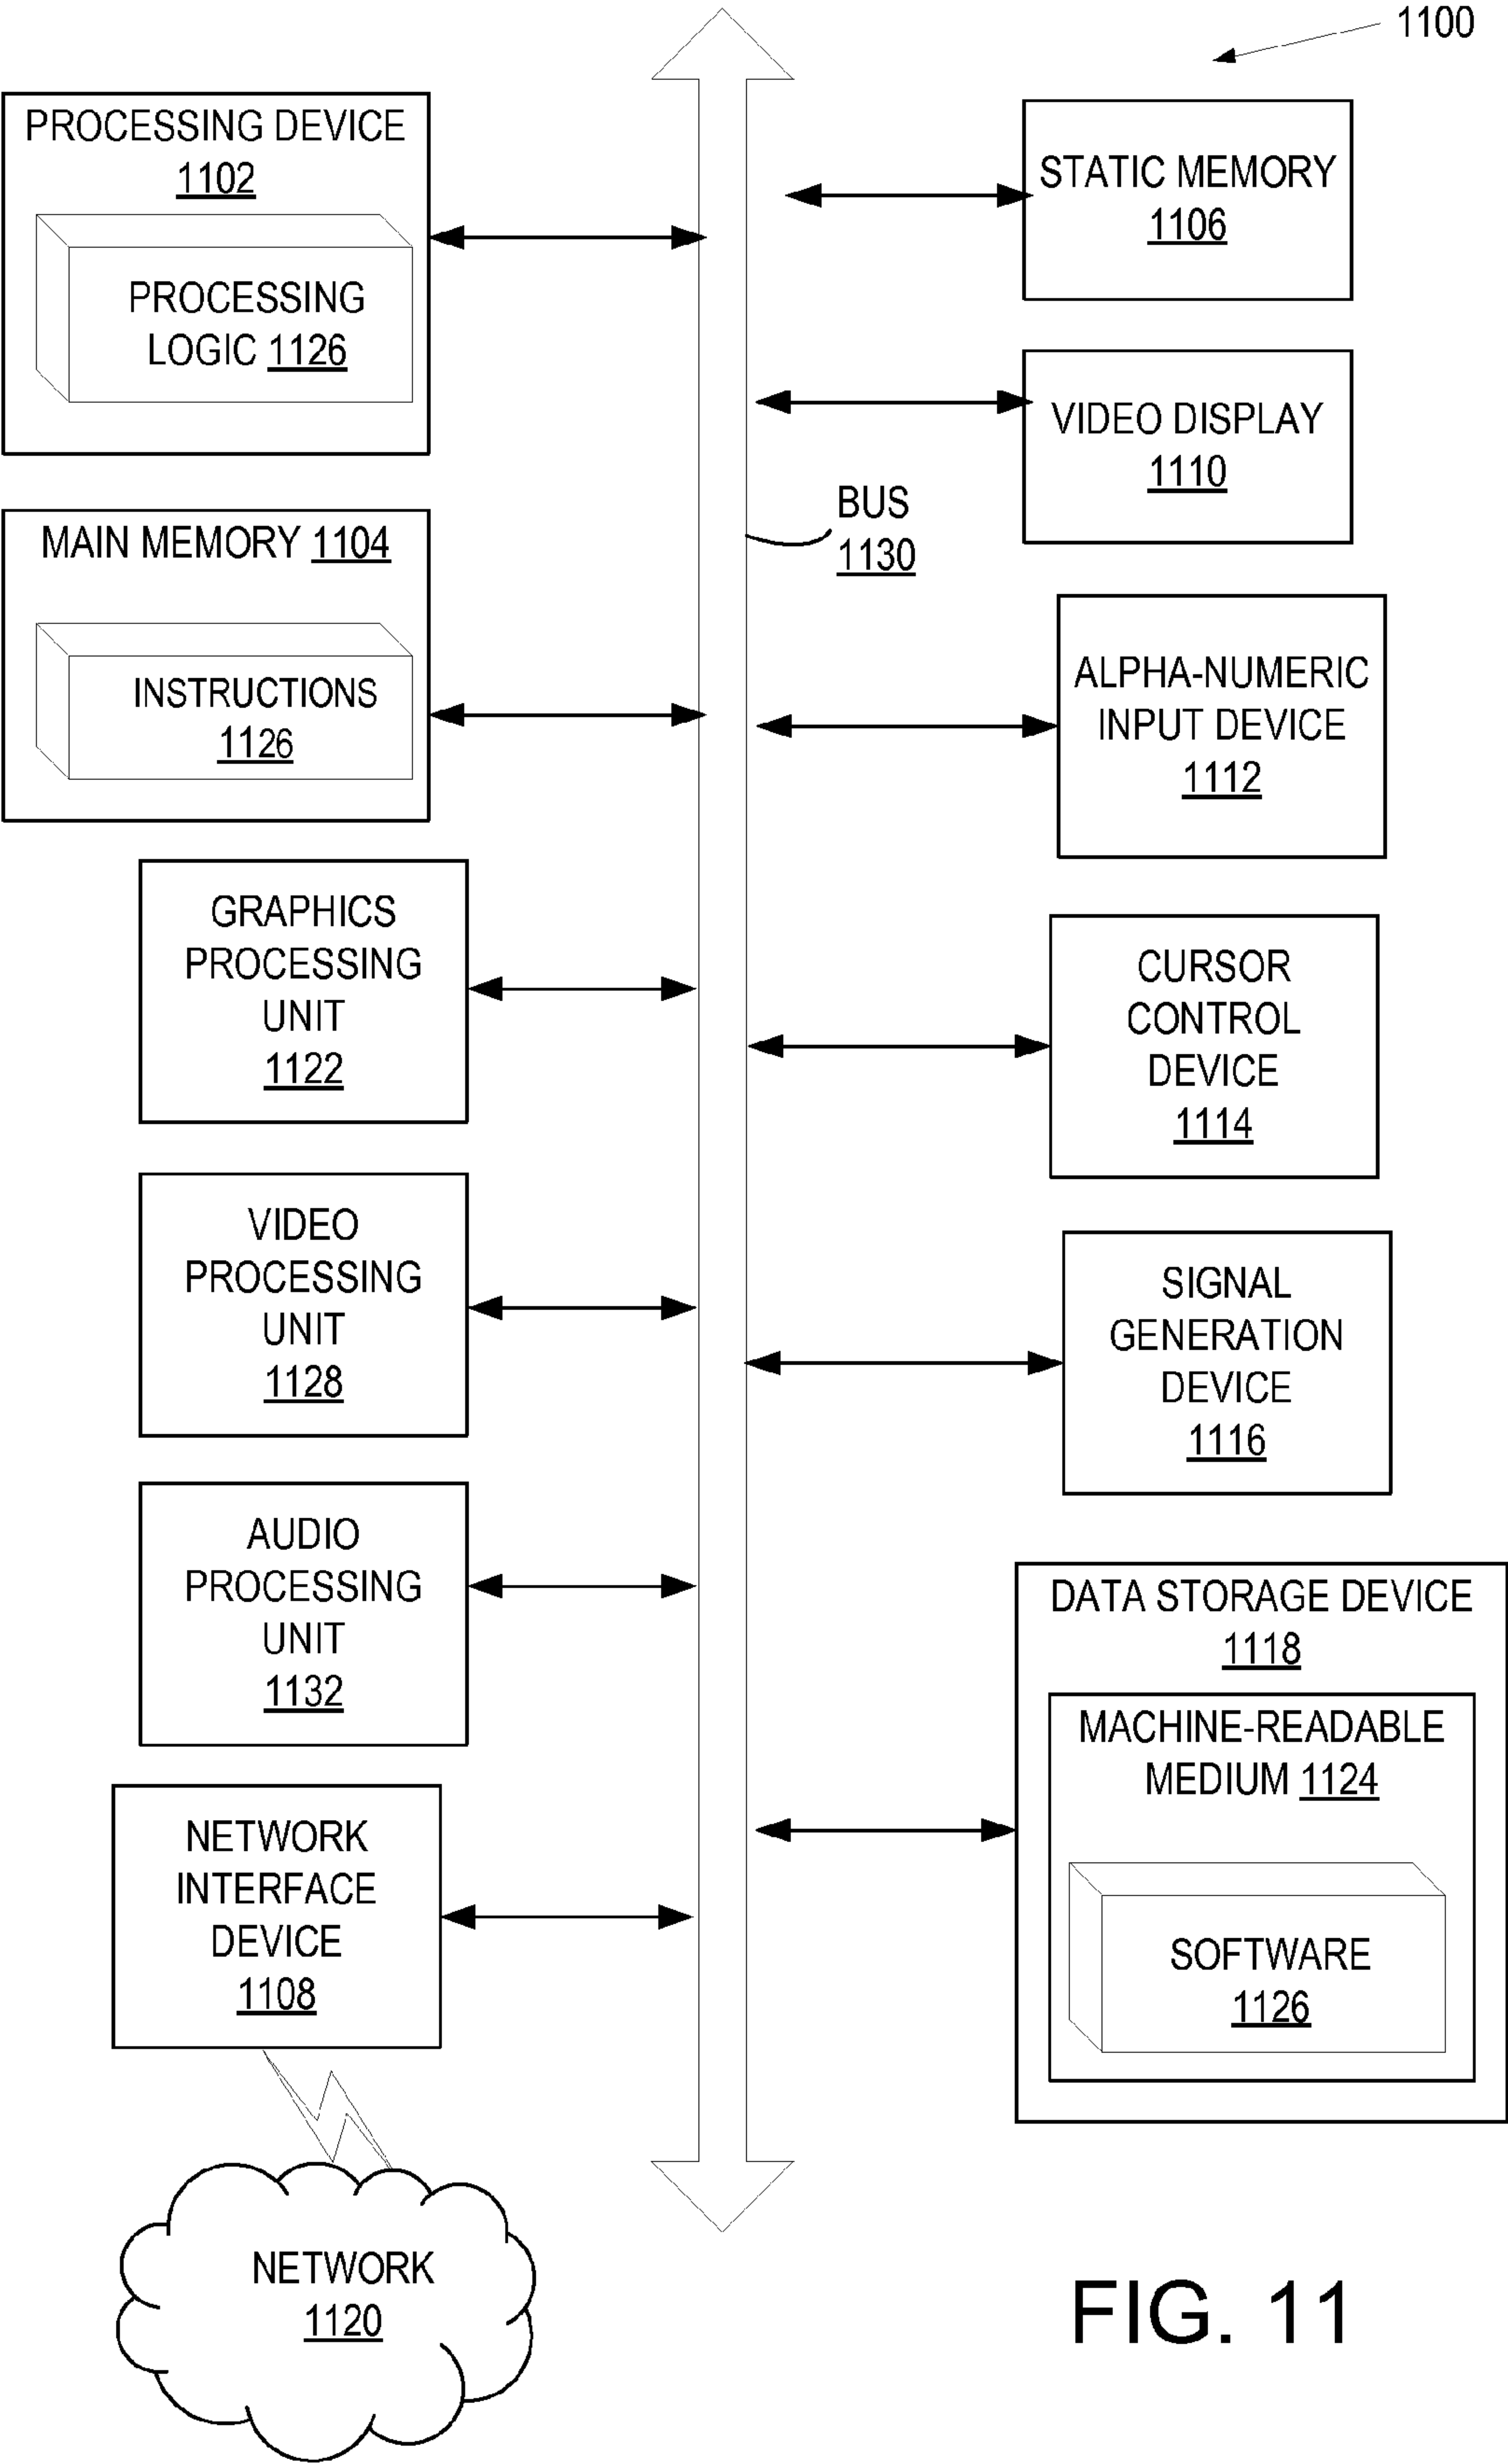 1100
PROCESSING DEVICE
1102
PROCESSING
LOGIC 1126
MAIN MEMORY 1104
INSTRUCTIONS
1126
GRAPHICS
PROCESSING
UNIT
1122
VIDEO
PROCESSING
UNIT
1128
AUDIO
PROCESSING
UNIT
1132
NETWORK
INTERFACE
DEVICE
1108
NETWORK
1120
BUS
1130
STATIC MEMORY
1106
VIDEO DISPLAY
1110
ALPHA-NUMERIC
INPUT DEVICE
1112
CURSOR
CONTROL
DEVICE
1114
SIGNAL
GENERATION
DEVICE
1116
DATA STORAGE DEVICE
1118
MACHINE-READABLE
MEDIUM 1124
SOFTWARE
1126
FIG. 11